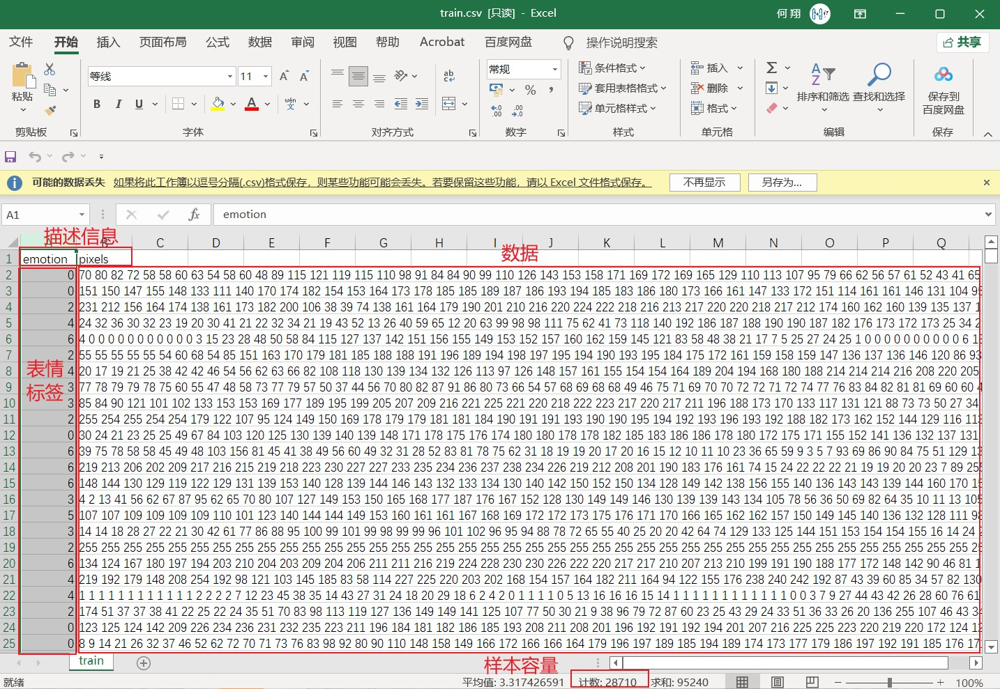 train.csv [只读] - Excel
何 翔
文件 开始 插入 页面布局 公式 数据 审阅 视图 帮助 Acrobat 百度网盘 操作说明搜索 共享
粘贴
剪贴板
等线 11
B I U A wén 文
字体
ab
对齐方式
常规
% ,
.00
数字
条件格式
套用表格格式
单元格样式
样式
插入
删除
格式
单元格
排序和筛选 查找和选择
编辑
保存到
百度网盘
保存
可能的数据丢失 如果将此工作簿以逗号分隔(.csv)格式保存，则某些功能可能会丢失。若要保留这些功能，请以 Excel 文件格式保存。 不再显示 另存为...
A1 fx emotion
描述信息
A B C D E F G H I J K L M N O P Q
数据
1 emotion pixels
2 0 70 80 82 72 58 58 60 63 54 58 60 48 89 115 121 119 115 110 98 91 84 84 90 99 110 126 143 153 158 171 169 172 169 165 129 110 113 107 95 79 66 62 56 57 61 52 43 41 65
3 0 151 150 147 155 148 133 111 140 170 174 182 154 153 164 173 178 185 185 189 187 186 193 194 185 183 186 180 173 166 161 147 133 172 151 114 161 161 146 131 104 95
4 2 231 212 156 164 174 138 161 173 182 200 106 38 39 74 138 161 164 179 190 201 210 216 220 224 222 218 216 213 217 220 220 218 217 212 174 160 162 160 139 135 137 1
5 4 24 32 36 30 32 23 19 20 30 41 21 22 32 34 21 19 43 52 13 26 40 59 65 12 20 63 99 98 98 111 75 62 41 73 118 140 192 186 187 188 190 190 187 182 176 173 172 173 25 34 2
6 6 4 0 0 0 0 0 0 0 0 0 0 0 3 15 23 28 48 50 58 84 115 127 137 142 151 156 155 149 153 152 157 160 162 159 145 121 83 58 48 38 21 17 7 5 25 27 24 25 1 0 0 0 0 0 0 0 0 0 6 1
7 2 55 55 55 55 55 54 60 68 54 85 151 163 170 179 181 185 188 188 191 196 189 194 198 197 195 194 190 193 195 184 175 172 161 159 158 159 147 136 137 136 146 120 86 93
8 4 20 17 19 21 25 38 42 42 46 54 56 62 63 66 82 108 118 130 139 134 132 126 113 97 126 148 157 161 155 154 154 164 189 204 194 168 180 188 214 214 214 216 208 220 205
9 3 77 78 79 79 78 75 60 55 47 48 58 73 77 79 57 50 37 44 56 70 80 82 87 91 86 80 73 66 54 57 68 69 68 68 49 46 75 71 69 70 70 72 72 71 72 74 77 76 83 84 82 81 81 69 60 60 4
表情
标签
10 3 85 84 90 121 101 102 133 153 153 169 177 189 195 199 205 207 209 216 221 225 221 220 218 222 223 217 220 217 211 196 188 173 170 133 117 131 121 88 73 73 50 27 34
11 2 255 254 255 254 254 179 122 107 95 124 149 150 169 178 179 179 181 181 184 190 191 191 193 190 190 195 194 192 193 196 193 192 188 182 173 162 152 144 129 116 113
12 0 30 24 21 23 25 25 49 67 84 103 120 125 130 139 140 139 148 171 178 175 176 174 180 180 178 178 182 185 183 186 186 178 180 172 175 171 155 152 141 136 132 137 131
13 6 39 75 78 58 58 45 49 48 103 156 81 45 41 38 49 56 60 49 32 31 28 52 83 81 78 75 62 31 18 19 19 20 17 20 16 15 12 10 11 10 23 36 65 59 9 3 5 7 93 69 86 90 84 75 51 129 13
14 6 219 213 206 202 209 217 216 215 219 218 223 230 227 227 233 235 234 236 237 238 234 226 219 212 208 201 190 183 176 161 74 15 24 22 22 22 21 19 19 20 20 23 7 89 255
15 6 148 144 130 129 119 122 129 131 139 153 140 128 139 144 146 143 132 133 134 130 140 142 150 152 150 134 128 149 142 138 156 155 140 136 143 143 139 144 160 170 15
16 3 4 2 13 41 56 62 67 87 95 62 65 70 80 107 127 149 153 150 165 168 177 187 176 167 152 128 130 149 149 146 130 139 139 143 134 105 78 56 36 50 69 82 64 35 10 11 13 105
17 5 107 107 109 109 109 109 110 101 123 140 144 144 149 153 160 161 161 167 168 169 172 172 173 175 176 171 170 166 165 162 162 157 150 149 145 140 136 132 128 111 98
18 3 14 14 18 28 27 22 21 30 42 61 77 86 88 95 100 99 101 99 98 99 99 96 101 102 96 95 94 88 78 72 65 55 40 25 20 20 42 64 74 129 133 125 144 151 153 154 154 155 16 14 24 2
19 2 255 255 255 255 255 255 255 255 255 255 255 255 255 255 255 255 255 255 255 255 255 255 255 255 255 255 255 255 255 255 255 255 255 255 255 255 255 255 255 255 2
20 6 134 124 167 180 197 194 203 210 204 203 209 204 206 211 211 216 219 224 228 230 230 226 222 220 217 217 210 207 213 210 199 191 190 188 177 172 148 142 90 46 81 1
21 4 219 192 179 148 208 254 192 98 121 103 145 185 83 58 114 227 225 220 203 202 168 154 157 164 182 211 164 94 122 155 176 238 240 242 192 87 43 39 60 85 34 57 82 130
22 4 1 1 1 1 1 1 1 1 1 1 1 1 2 2 2 2 7 12 23 45 38 35 14 43 27 31 24 18 20 29 18 6 2 4 2 0 1 1 1 1 0 5 13 16 16 16 15 14 1 1 1 1 1 1 1 1 1 1 1 1 0 0 3 7 9 27 44 43 42 26 28 60 76 61
23 2 174 51 37 37 38 41 22 25 22 24 35 51 70 83 98 113 119 127 136 149 149 141 125 107 77 50 30 21 9 38 96 79 72 87 60 23 25 43 29 24 33 51 36 33 26 20 136 255 107 46 43 34
24 0 123 125 124 142 209 226 234 236 231 232 235 223 211 196 184 181 182 186 185 193 208 211 208 201 196 192 191 192 194 201 207 216 225 225 223 220 219 220 172 124 12
25 0 8 9 14 21 26 32 37 46 52 62 72 70 71 73 76 83 98 92 80 90 110 148 158 149 166 172 166 166 164 179 196 197 189 185 194 189 174 173 177 179 186 197 192 191 185 176 17
train
样本容量
就绪 平均值: 3.317426591 计数: 28710 求和: 95240 100%